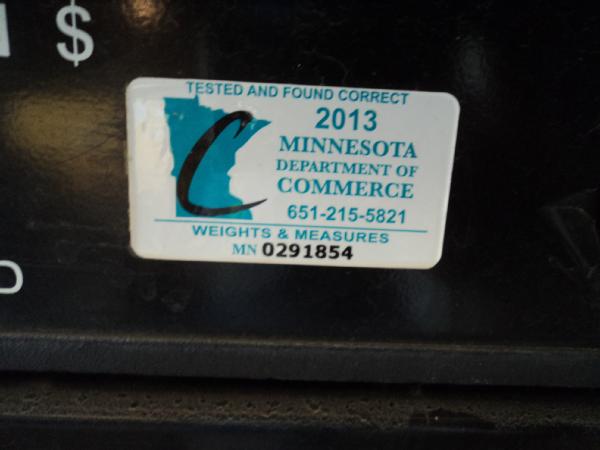 $
TESTED AND FOUND CORRECT
2013
MINNESOTA
DEPARTMENT OF
COMMERCE
C
651-215-5821
WEIGHTS & MEASURES
MN 0291854
D